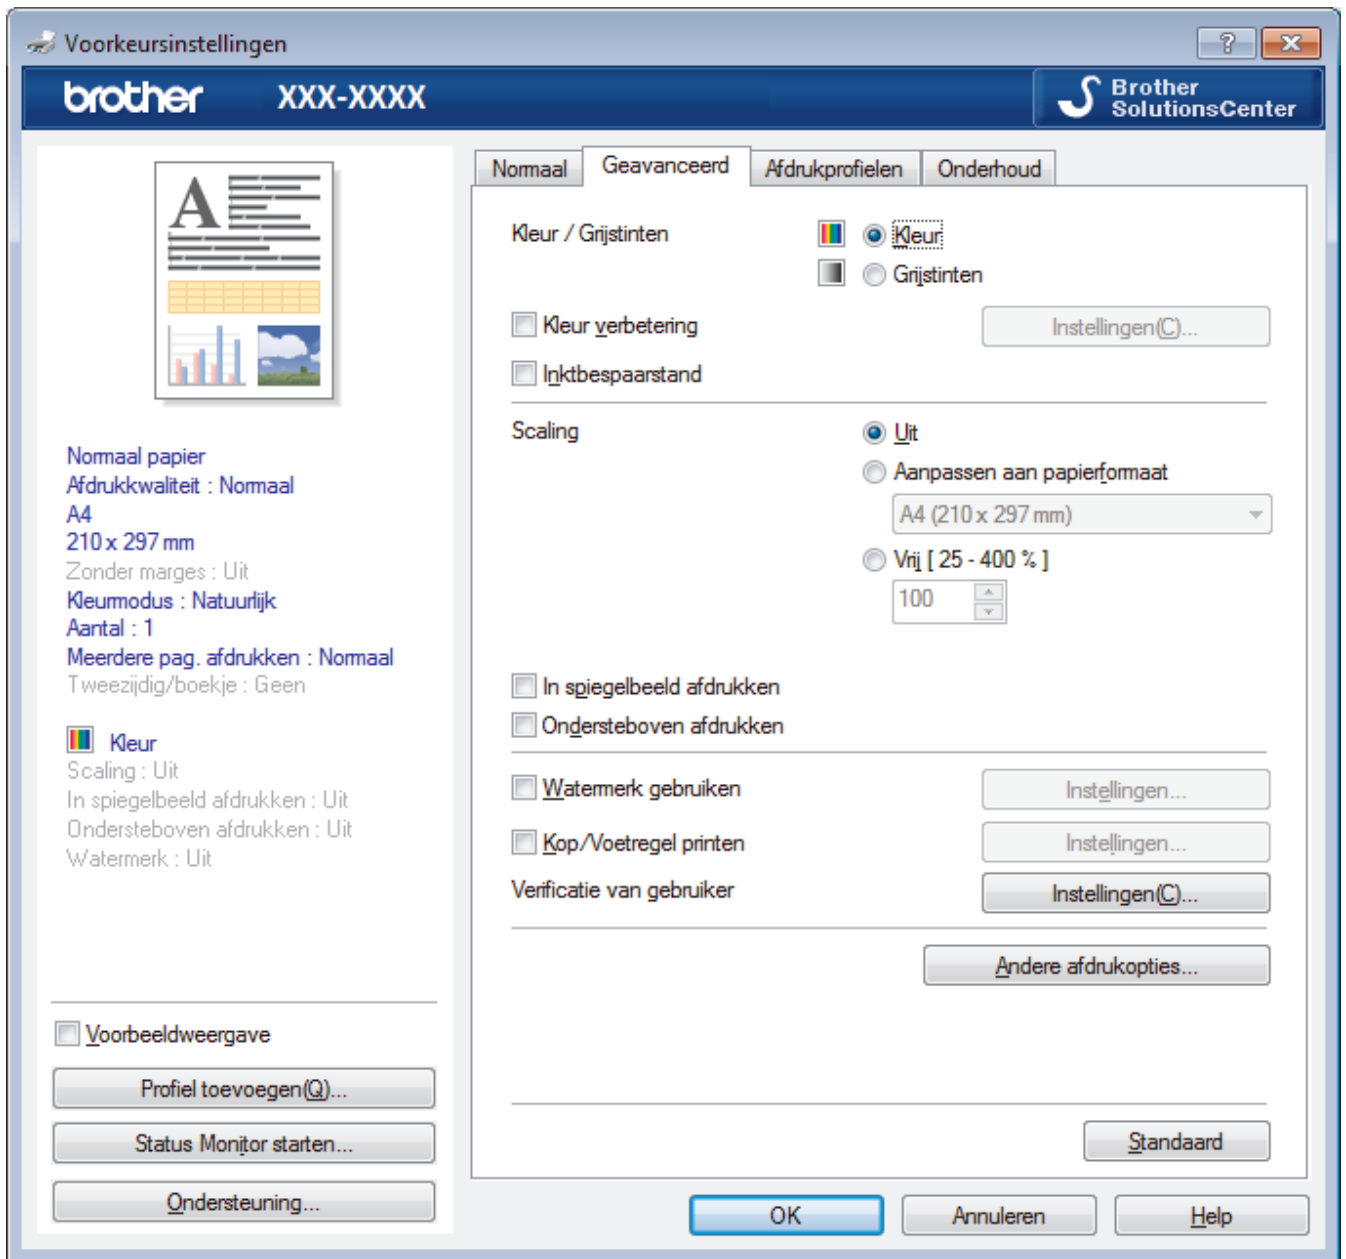 Voorkeursinstellingen
?
brother XXX-XXXX
Brother
SolutionsCenter
A
Normaal papier
Afdrukkwaliteit : Normaal
A4
210 x 297 mm
Zonder marges : Uit
Kleurmodus : Natuurlijk
Aantal : 1
Meerdere pag. afdrukken : Normaal
Tweezijdig/boekje : Geen
Kleur
Scaling : Uit
In spiegelbeeld afdrukken : Uit
Ondersteboven afdrukken : Uit
Watermerk : Uit
Voorbeeldweergave
Profiel toevoegen(Q)...
Status Monitor starten...
Ondersteuning...
Normaal Geavanceerd Afdrukprofielen Onderhoud
Kleur / Grijstinten Kleur
Grijstinten
Kleur verbetering Instellingen(C)...
Inktbespaarstand
Scaling Uit
Aanpassen aan papierformaat
A4 (210 x 297 mm)
Vrij [ 25 - 400 % ]
100
In spiegelbeeld afdrukken
Ondersteboven afdrukken
Watermerk gebruiken Instellingen...
Kop/Voetregel printen Instellingen...
Verificatie van gebruiker Instellingen(C)...
Andere afdrukopties...
Standaard
OK Annuleren Help